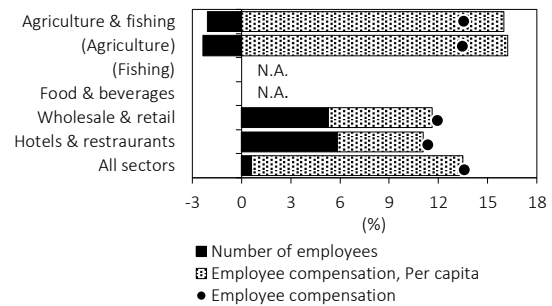 Agriculture & fishing
(Agriculture)
(Fishing) N.A.
Food & beverages N.A.
Wholesale & retail
Hotels & restraurants
All sectors
-3 0 3 6 9 12 15 18
(%)
Number of employees
Employee compensation, Per capita
Employee compensation